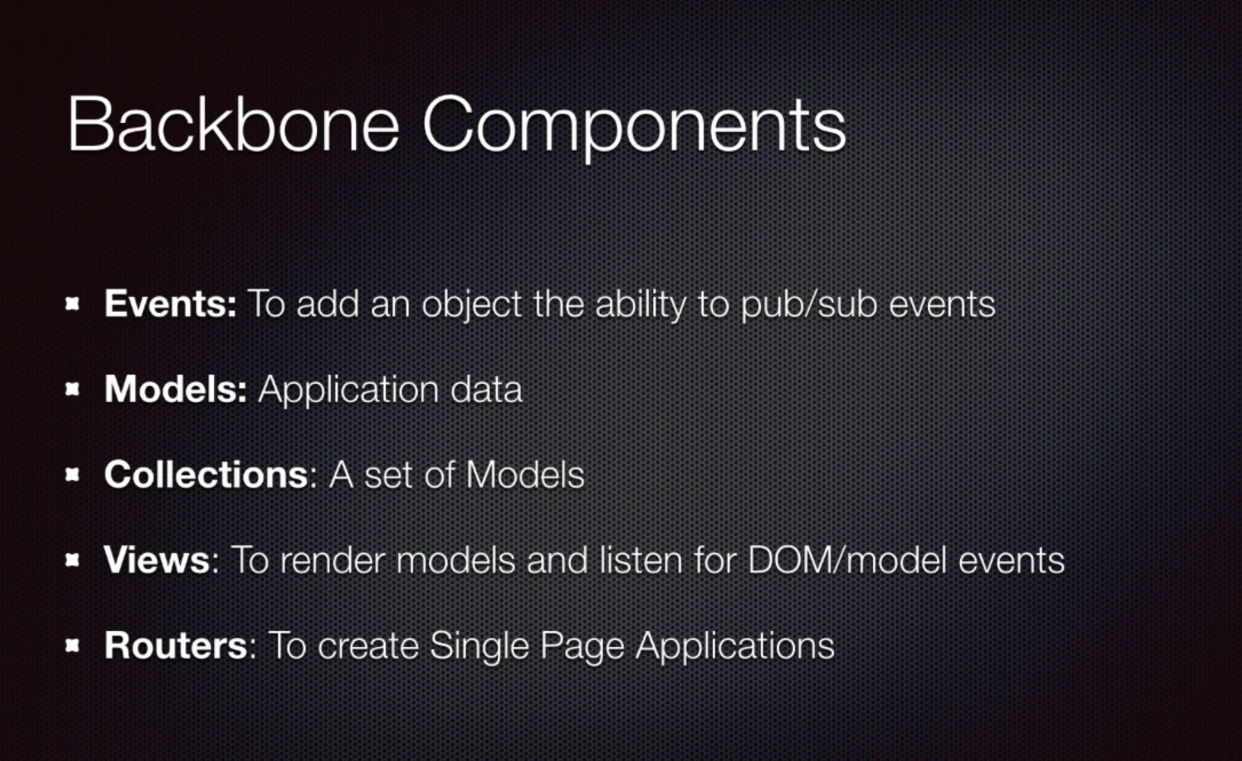 Backbone Components
Events: To add an object the ability to pub/sub events
Models: Application data
Collections: A set of Models
Views: To render models and listen for DOM/model events
Routers: To create Single Page Applications